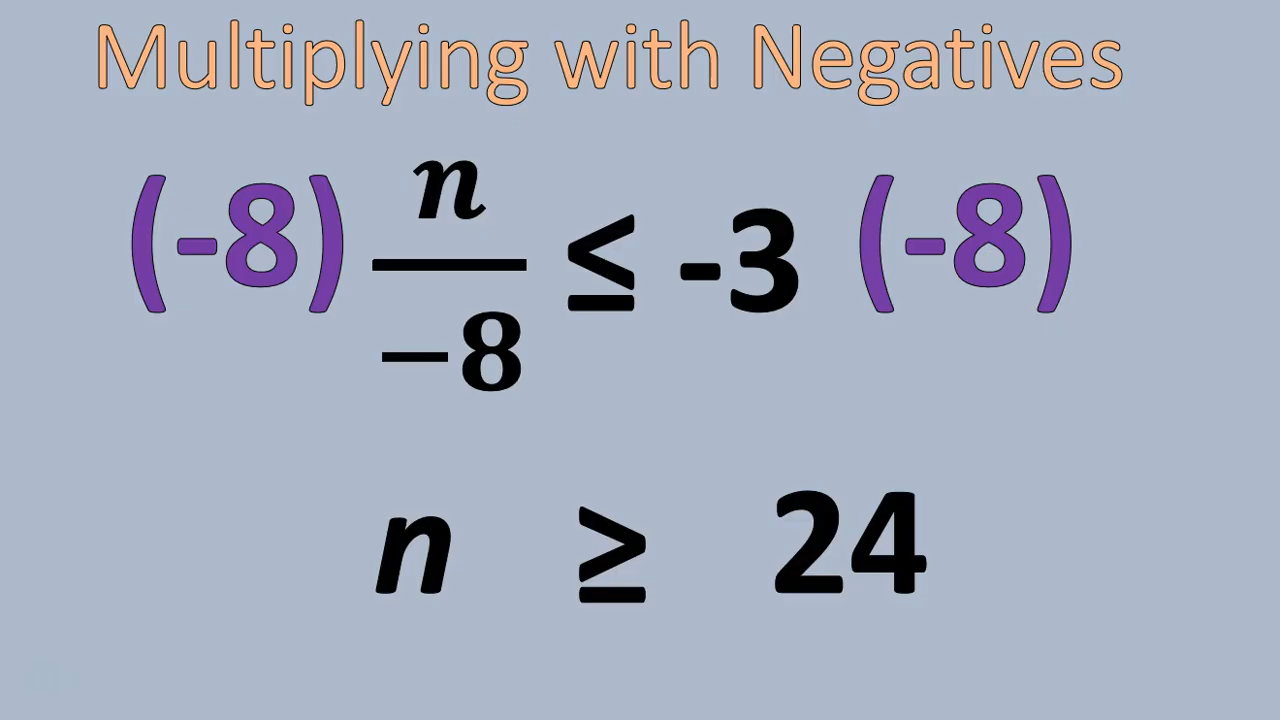 Multiplying with Negatives
(-8) n/−8 ≤ -3 (-8)
n ≥ 24